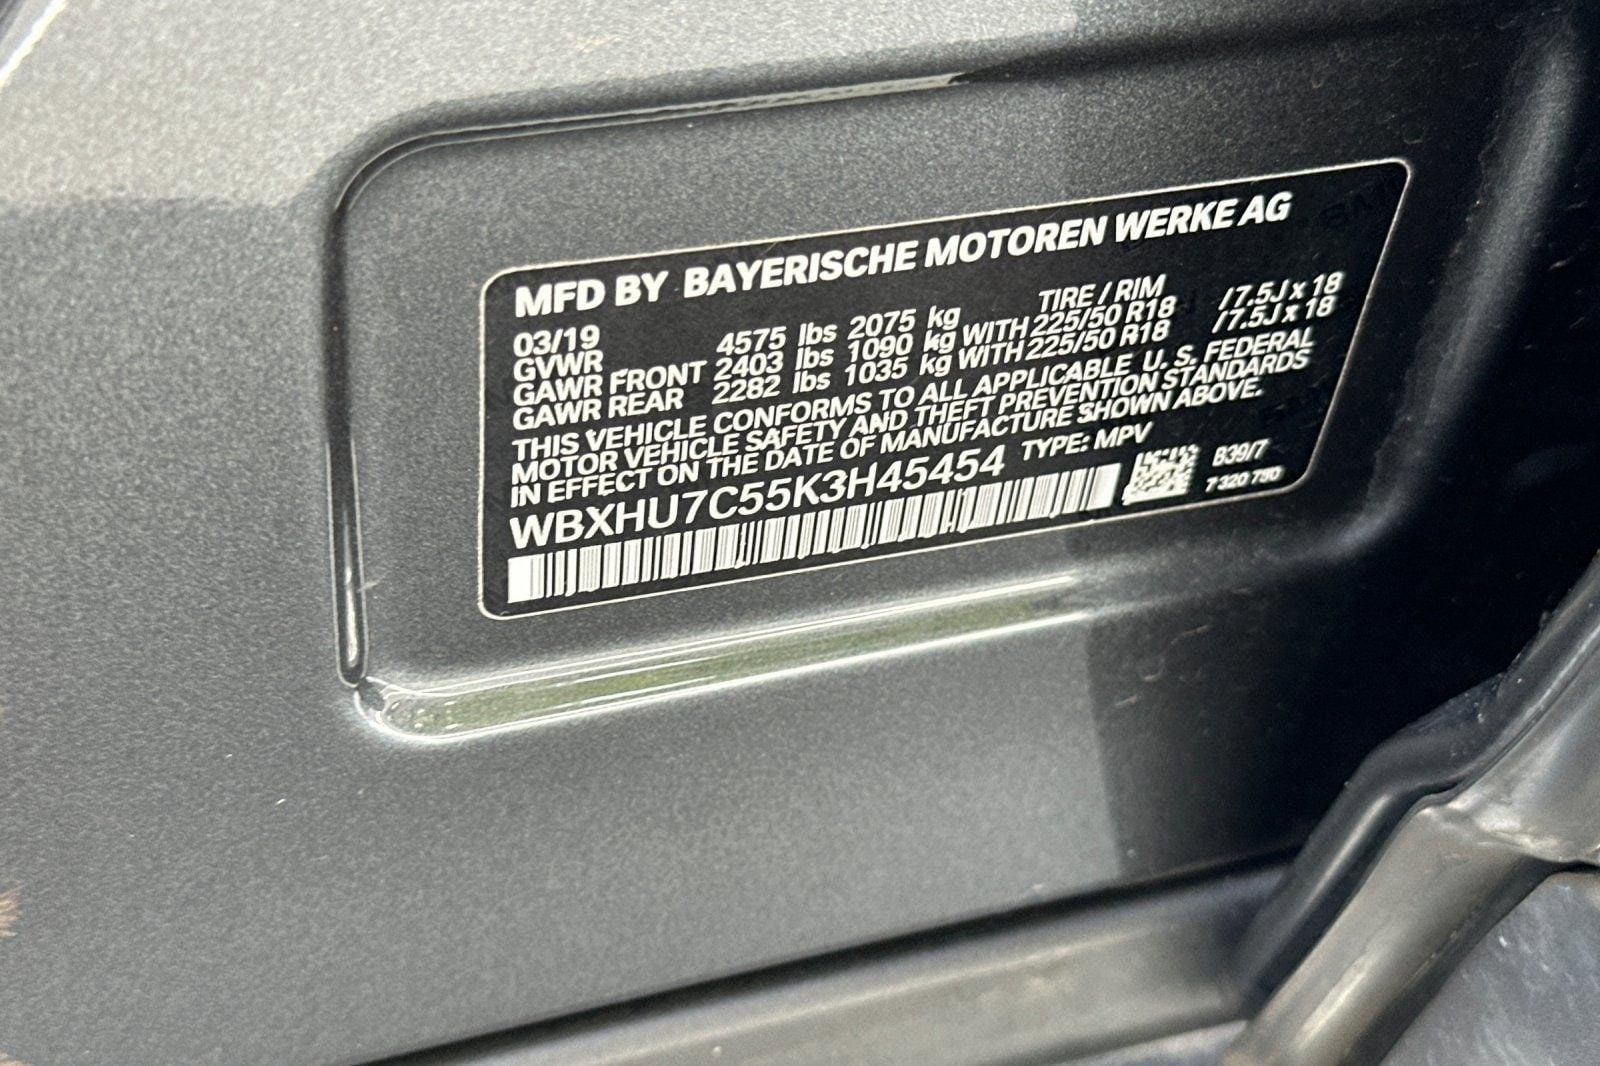 MFD BY BAYERISCHE MOTOREN WERKE AG
03/19 TIRE / RIM
GVWR 4575 lbs 2075 kg
GAWR FRONT 2403 lbs 1090 kg WITH 225/50 R18 / 7.5J x 18
GAWR REAR 2282 lbs 1035 kg WITH 225/50 R18 / 7.5J x 18
THIS VEHICLE CONFORMS TO ALL APPLICABLE U. S. FEDERAL
MOTOR VEHICLE SAFETY AND THEFT PREVENTION STANDARDS
IN EFFECT ON THE DATE OF MANUFACTURE SHOWN ABOVE.
WBXHU7C55K3H45454 TYPE: MPV
B39/7
7 320 750